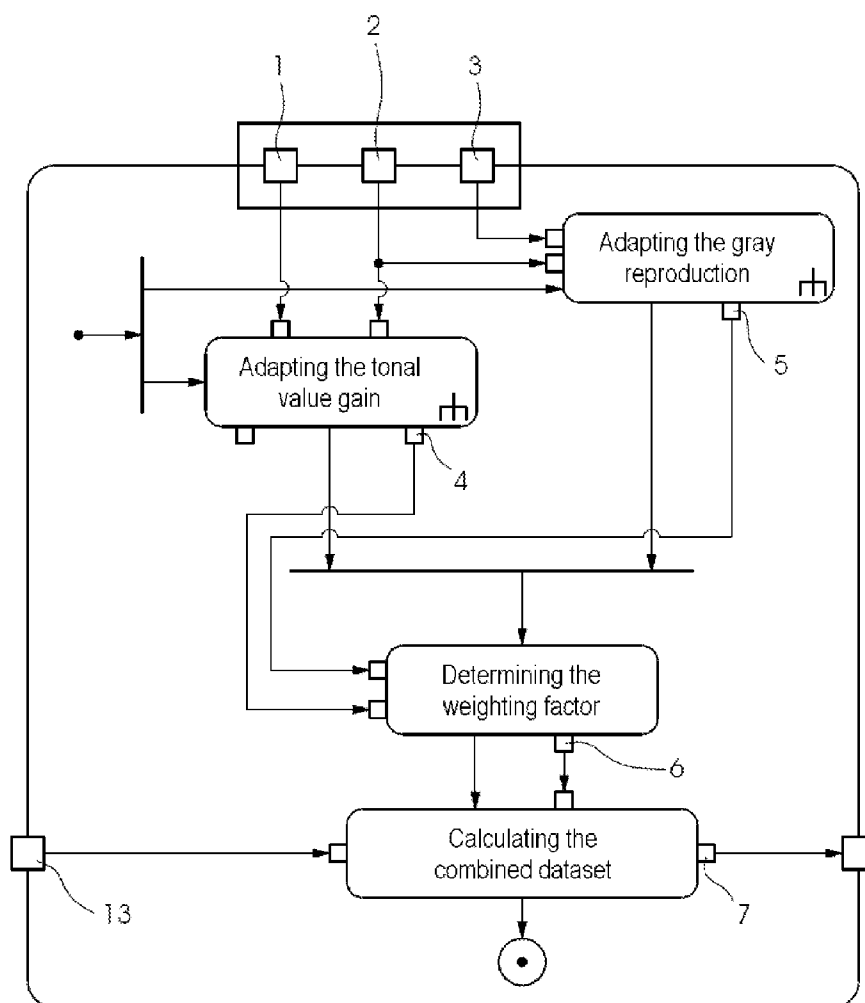 1
2
3
Adapting the gray
reproduction
5
Adapting the tonal
value gain
4
Determining the
weighting factor
6
Calculating the
combined dataset
13
7